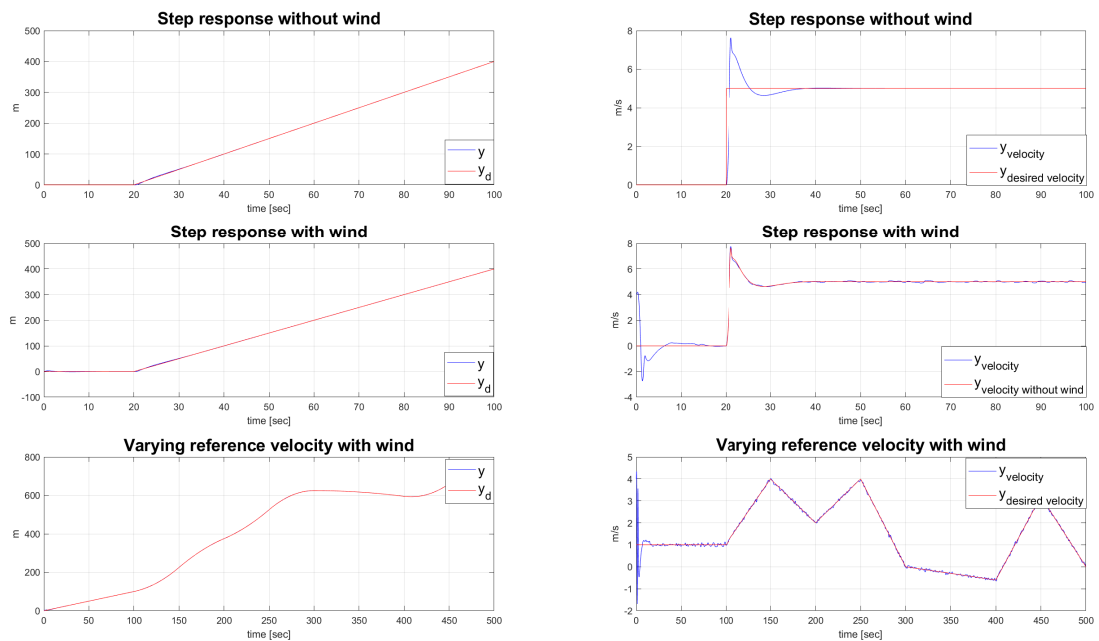 Step response without wind
500
400
300
200
100
0
m
y
y_d
0 10 20 30 40 50 60 70 80 90 100
time [sec]
Step response without wind
8
6
4
2
0
m/s
y_velocity
y_desired velocity
0 10 20 30 40 50 60 70 80 90 100
time [sec]
Step response with wind
500
400
300
200
100
0
-100
m
y
y_d
0 10 20 30 40 50 60 70 80 90 100
time [sec]
Step response with wind
8
6
4
2
0
-2
-4
m/s
y_velocity
y_velocity without wind
0 10 20 30 40 50 60 70 80 90 100
time [sec]
Varying reference velocity with wind
800
600
400
200
0
m
y
y_d
0 50 100 150 200 250 300 350 400 450 500
time [sec]
Varying reference velocity with wind
5
4
3
2
1
0
-1
-2
m/s
y_velocity
y_desired velocity
0 50 100 150 200 250 300 350 400 450 500
time [sec]